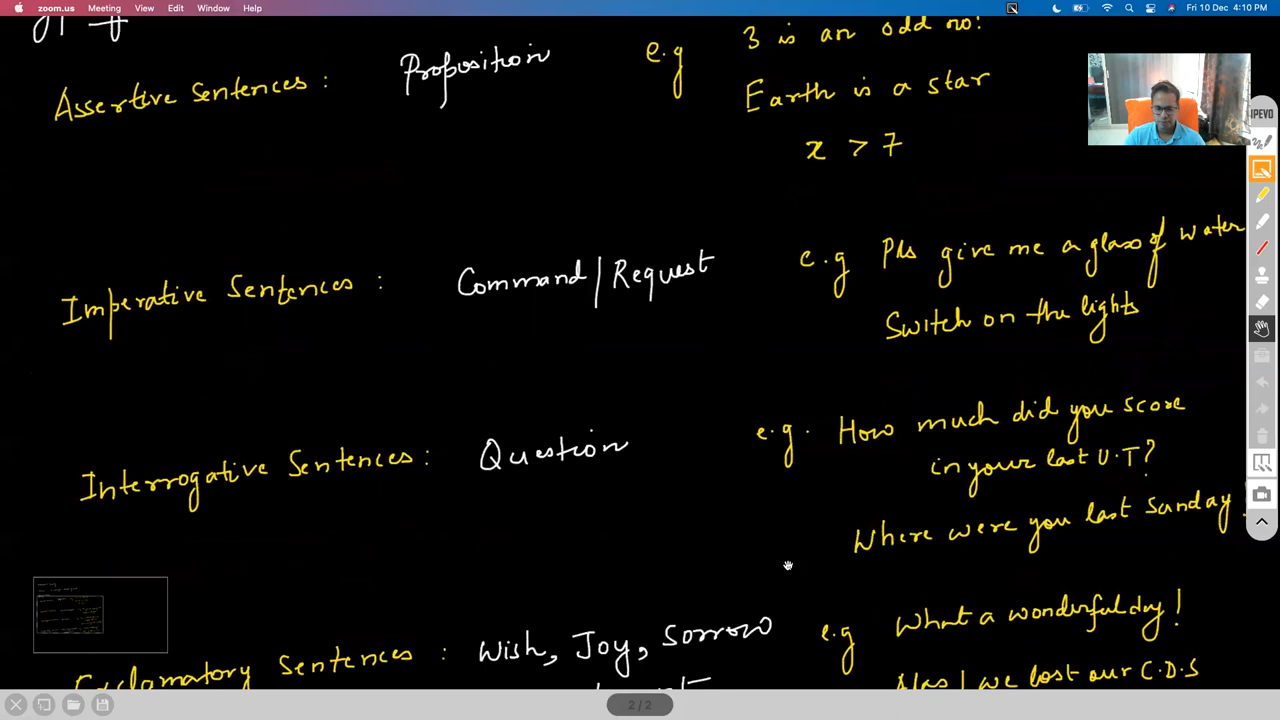 zoom.us Meeting View Edit Window Help
Fri 10 Dec 4:10 PM
3 is an odd no.
Assertive Sentences : Proposition e.g
Earth is a star
x > 7
IPEVO
Imperative Sentences : Command/Request e.g Pls give me a glass of water
Switch on the lights
Interrogative Sentences : Question e.g. How much did you score
in your last U.T?
Where were you last Sunday
Exclamatory Sentences : Wish, Joy, Sorrow e.g What a wonderful day!
Alas! we lost our C.D.S
2/2